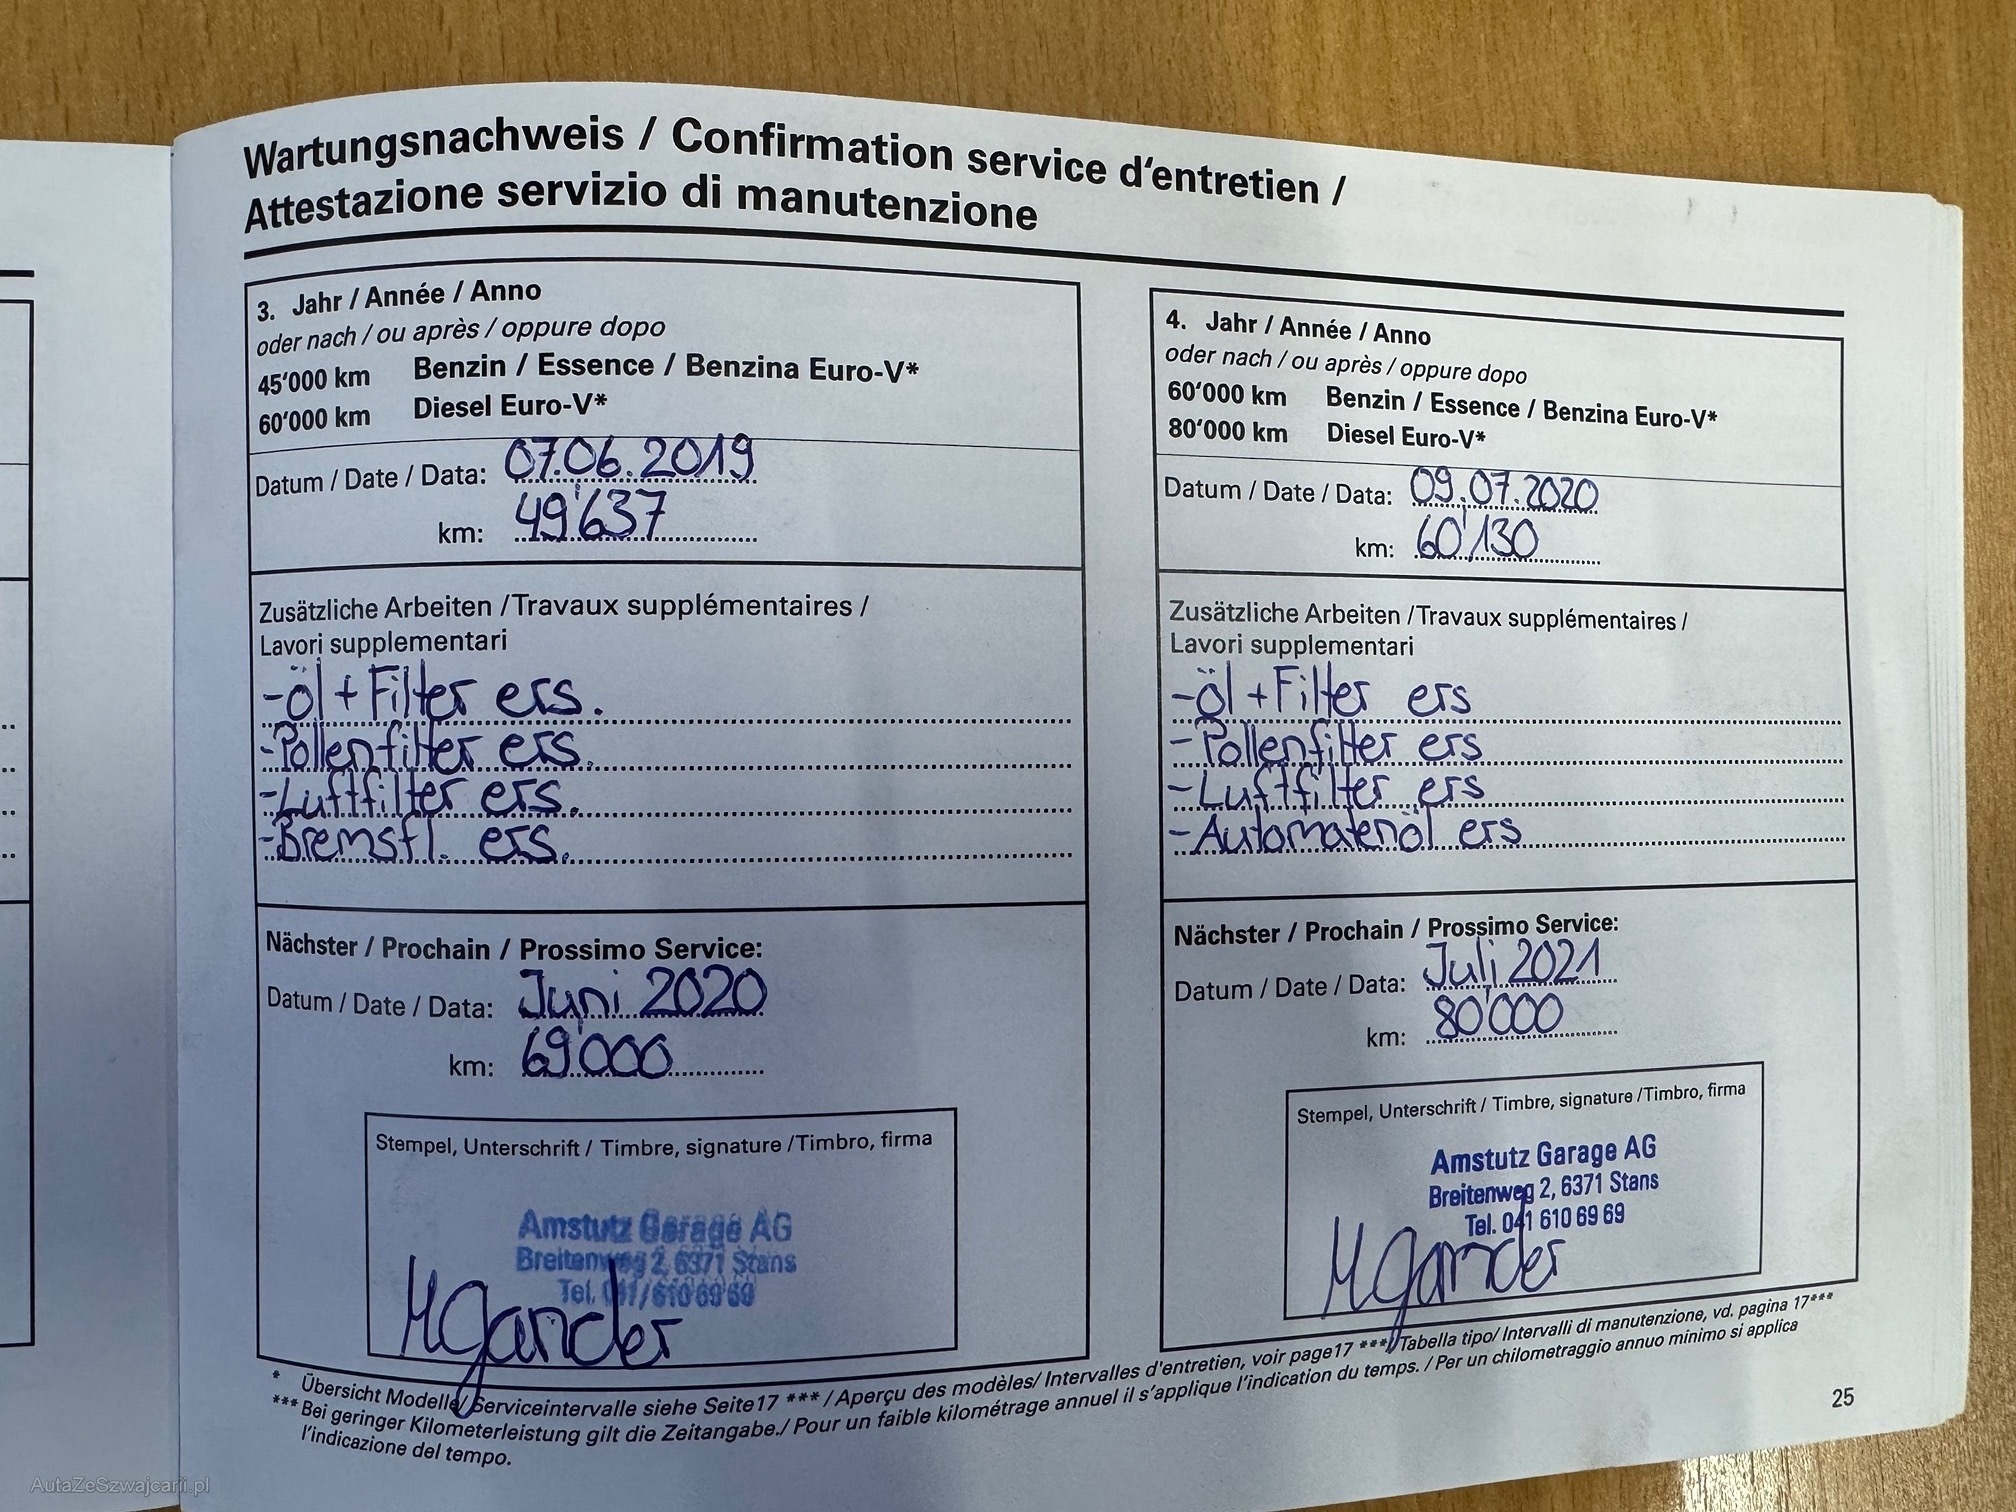 Wartungsnachweis / Confirmation service d'entretien /
Attestazione servizio di manutenzione
3. Jahr / Année / Anno
oder nach / ou après / oppure dopo
45'000 km Benzin / Essence / Benzina Euro-V*
60'000 km Diesel Euro-V*
Datum / Date / Data: 07.06.2019
km: 49'637
Zusätzliche Arbeiten / Travaux supplémentaires /
Lavori supplementari
- öl + Filter ers.
- Pollenfilter ers.
- Luftfilter ers.
- Bremsfl. ers.
Nächster / Prochain / Prossimo Service:
Datum / Date / Data: Juni 2020
km: 69'000
Stempel, Unterschrift / Timbre, signature / Timbro, firma
Amstutz Garage AG
Breitenweg 2, 6371 Stans
Tel. 041/610 69 69
M Gander
4. Jahr / Année / Anno
oder nach / ou après / oppure dopo
60'000 km Benzin / Essence / Benzina Euro-V*
80'000 km Diesel Euro-V*
Datum / Date / Data: 09.07.2020
km: 60'130
Zusätzliche Arbeiten / Travaux supplémentaires /
Lavori supplementari
- öl + Filter ers
- Pollenfilter ers
- Luftfilter ers
- Automatenöl ers
Nächster / Prochain / Prossimo Service:
Datum / Date / Data: Juli 2021
km: 80'000
Stempel, Unterschrift / Timbre, signature / Timbro, firma
Amstutz Garage AG
Breitenweg 2, 6371 Stans
Tel. 041 610 69 69
M Gander
* Übersicht Modelle/ Serviceintervalle siehe Seite17 *** / Aperçu des modèles/ Intervalles d'entretien, voir page17 ***/ Tabella tipo/ Intervalli di manutenzione, vd. pagina 17***
*** Bei geringer Kilometerleistung gilt die Zeitangabe./ Pour un faible kilométrage annuel il s'applique l'indication du temps. / Per un chilometraggio annuo minimo si applica
l'indicazione del tempo.
25
AutaZeSzwajcarii.pl